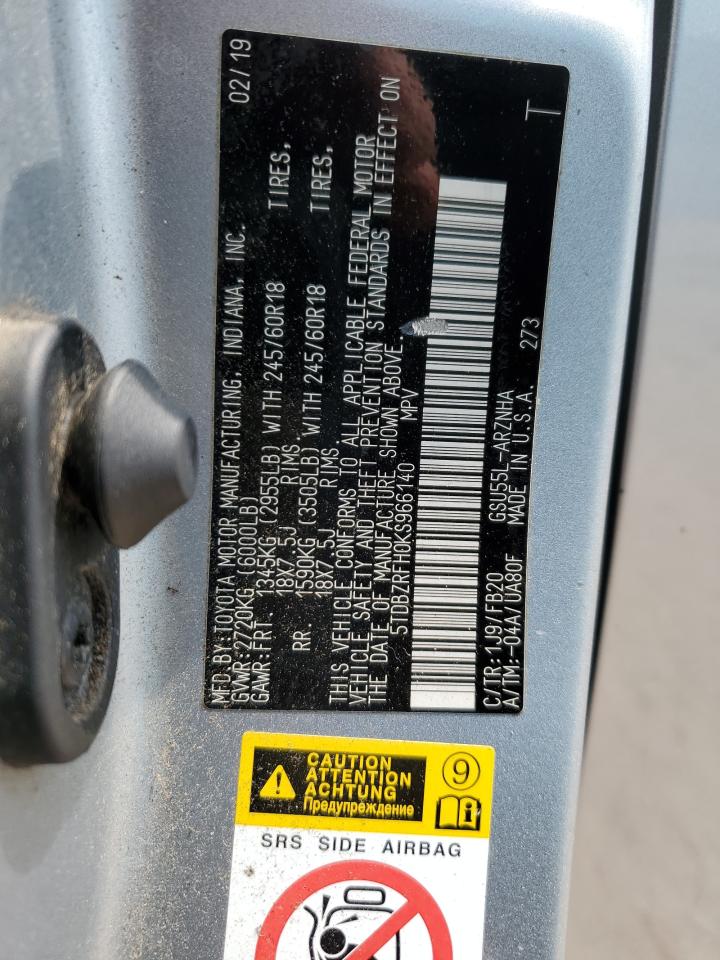 MFD BY: TOYOTA MOTOR MANUFACTURING, INDIANA, INC. 02/19
GVWR: 2720KG (6000LB)
GAWR: FRT 1345KG (2955LB) WITH 245/60R18 TIRES,
18X7.5J RIMS
RR 1590KG (3505LB) WITH 245/60R18 TIRES,
18X7.5J RIMS
THIS VEHICLE CONFORMS TO ALL APPLICABLE FEDERAL MOTOR
VEHICLE SAFETY AND THEFT PREVENTION STANDARDS IN EFFECT ON
THE DATE OF MANUFACTURE SHOWN ABOVE.
5TDBZRFH0KS966140 MPV
C/TR: 1J9/FB20 GSU55L-ARZNHA
A/TM: -04A/UA80F MADE IN U.S.A. 273 T
CAUTION
ATTENTION
ACHTUNG
Предупреждение
9
SRS SIDE AIRBAG